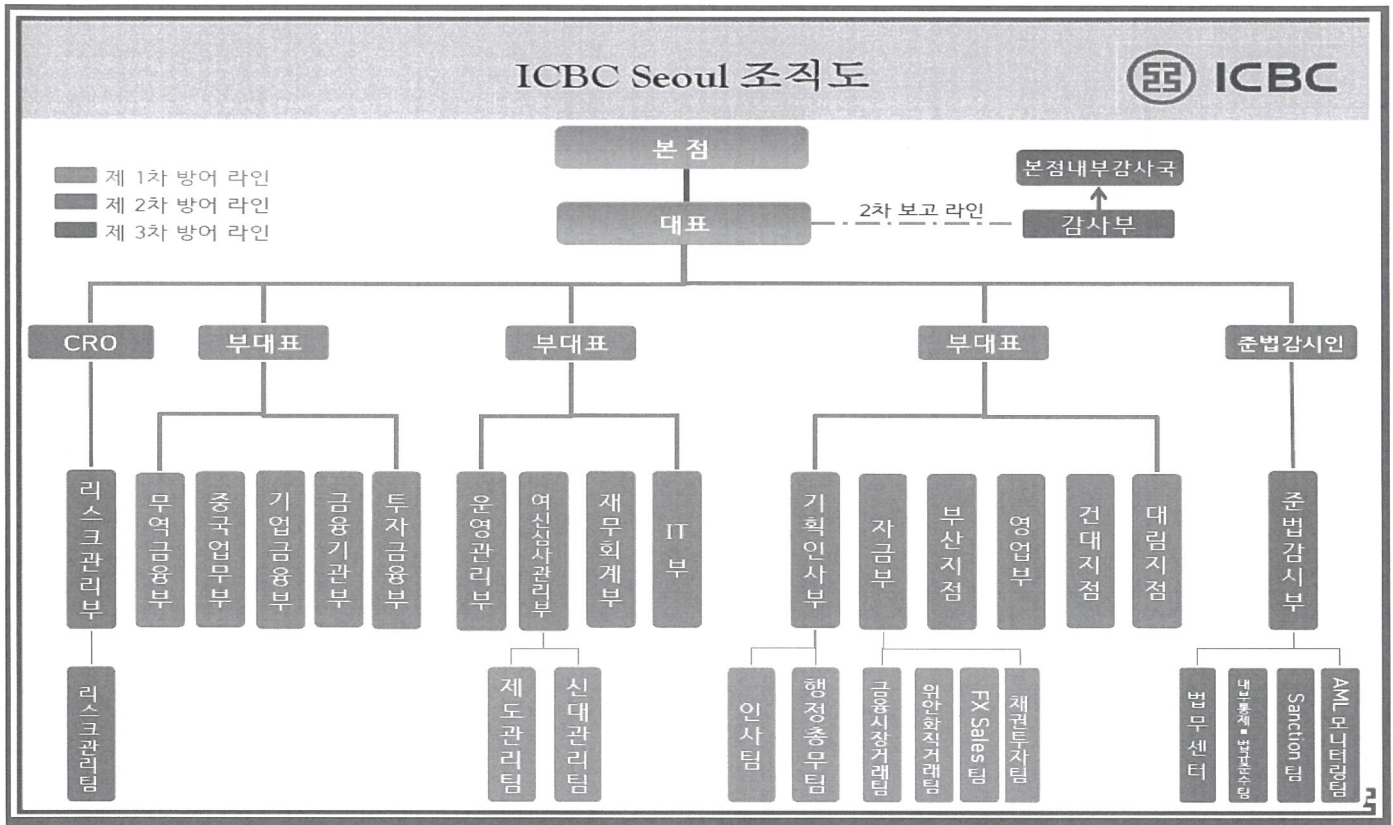 ICBC Seoul 조직도
ICBC
본 점
제 1차 방어 라인
제 2차 방어 라인
제 3차 방어 라인
본점내부감사국
대표
2차 보고 라인
감사부
CRO
부대표
부대표
부대표
준법감시인
리스크관리부
무역금융부
중국업무부
기업금융부
금융기관부
투자금융부
운영관리부
여신심사관리부
재무회계부
IT 부
기획인사부
자금부
부산지점
영업부
건대지점
대림지점
준법감시부
리스크관리팀
제도관리팀
신대관리팀
인사팀
행정총무팀
금융시장거래팀
위안화직거래팀
FX Sales 팀
채권투자팀
법무센터
내부통제■법규준수팀
Sanction 팀
AML 모니터링팀